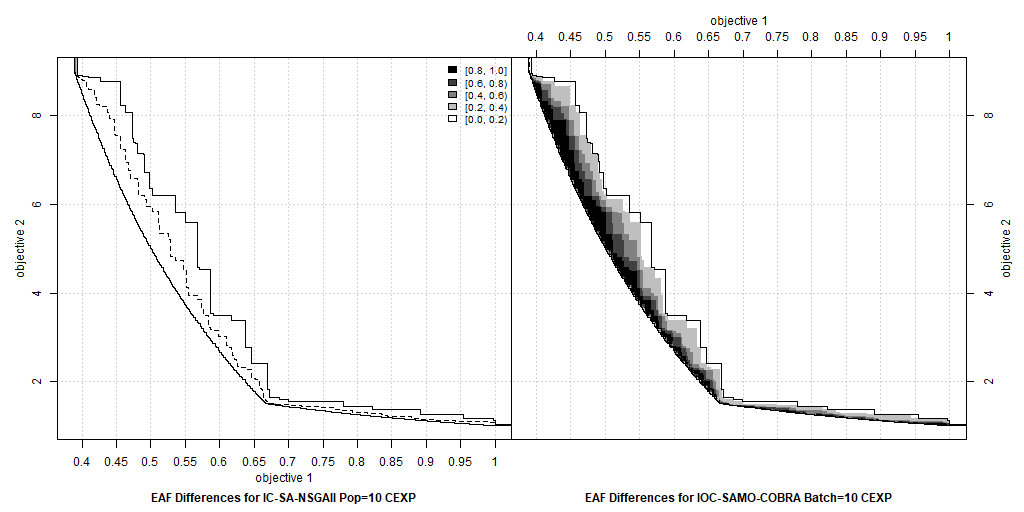 objective 1
0.4 0.45 0.5 0.55 0.6 0.65 0.7 0.75 0.8 0.85 0.9 0.95 1
[0.8, 1.0]
[0.6, 0.8)
[0.4, 0.6)
[0.2, 0.4)
[0.0, 0.2)
8
6
4
2
objective 2
8
6
4
2
objective 2
0.4 0.45 0.5 0.55 0.6 0.65 0.7 0.75 0.8 0.85 0.9 0.95 1
objective 1
EAF Differences for IC-SA-NSGAII Pop=10 CEXP
EAF Differences for IOC-SAMO-COBRA Batch=10 CEXP